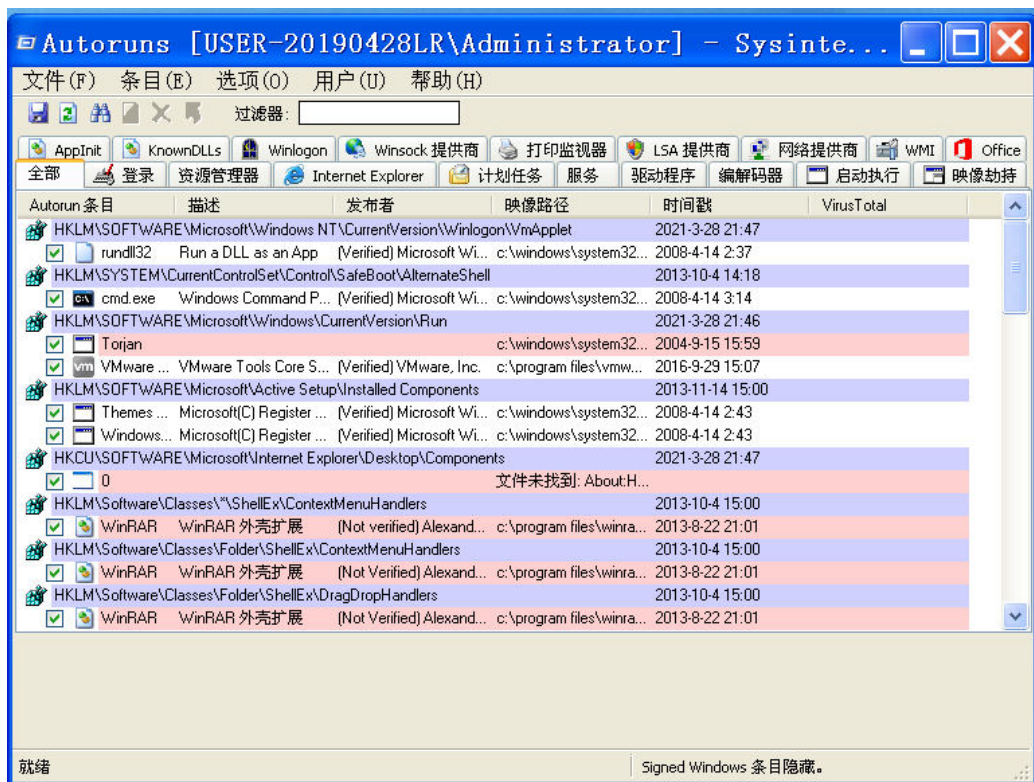 Autoruns [USER-20190428LR\Administrator] - Sysinte...
文件(F) 条目(E) 选项(O) 用户(U) 帮助(H)
过滤器:
AppInit KnownDLLs Winlogon Winsock 提供商 打印监视器 LSA 提供商 网络提供商 WMI Office
全部 登录 资源管理器 Internet Explorer 计划任务 服务 驱动程序 编解码器 启动执行 映像劫持
Autorun 条目 描述 发布者 映像路径 时间戳 VirusTotal
HKLM\SOFTWARE\Microsoft\Windows NT\CurrentVersion\Winlogon\VmApplet 2021-3-28 21:47
rundll32 Run a DLL as an App (Verified) Microsoft Wi... c:\windows\system32... 2008-4-14 2:37
HKLM\SYSTEM\CurrentControlSet\Control\SafeBoot\AlternateShell 2013-10-4 14:18
cmd.exe Windows Command P... (Verified) Microsoft Wi... c:\windows\system32... 2008-4-14 3:14
HKLM\SOFTWARE\Microsoft\Windows\CurrentVersion\Run 2021-3-28 21:46
Torjan c:\windows\system32... 2004-9-15 15:59
vm VMware ... VMware Tools Core S... (Verified) VMware, Inc. c:\program files\vmw... 2016-9-29 15:07
HKLM\SOFTWARE\Microsoft\Active Setup\Installed Components 2013-11-14 15:00
Themes ... Microsoft(C) Register ... (Verified) Microsoft Wi... c:\windows\system32... 2008-4-14 2:43
Windows... Microsoft(C) Register ... (Verified) Microsoft Wi... c:\windows\system32... 2008-4-14 2:43
HKCU\SOFTWARE\Microsoft\Internet Explorer\Desktop\Components 2021-3-28 21:47
0 文件未找到: About:H...
HKLM\Software\Classes\*\ShellEx\ContextMenuHandlers 2013-10-4 15:00
WinRAR WinRAR 外壳扩展 (Not verified) Alexand... c:\program files\winra... 2013-8-22 21:01
HKLM\Software\Classes\Folder\ShellEx\ContextMenuHandlers 2013-10-4 15:00
WinRAR WinRAR 外壳扩展 (Not Verified) Alexand... c:\program files\winra... 2013-8-22 21:01
HKLM\Software\Classes\Folder\ShellEx\DragDropHandlers 2013-10-4 15:00
WinRAR WinRAR 外壳扩展 (Not Verified) Alexand... c:\program files\winra... 2013-8-22 21:01
就绪 Signed Windows 条目隐藏。